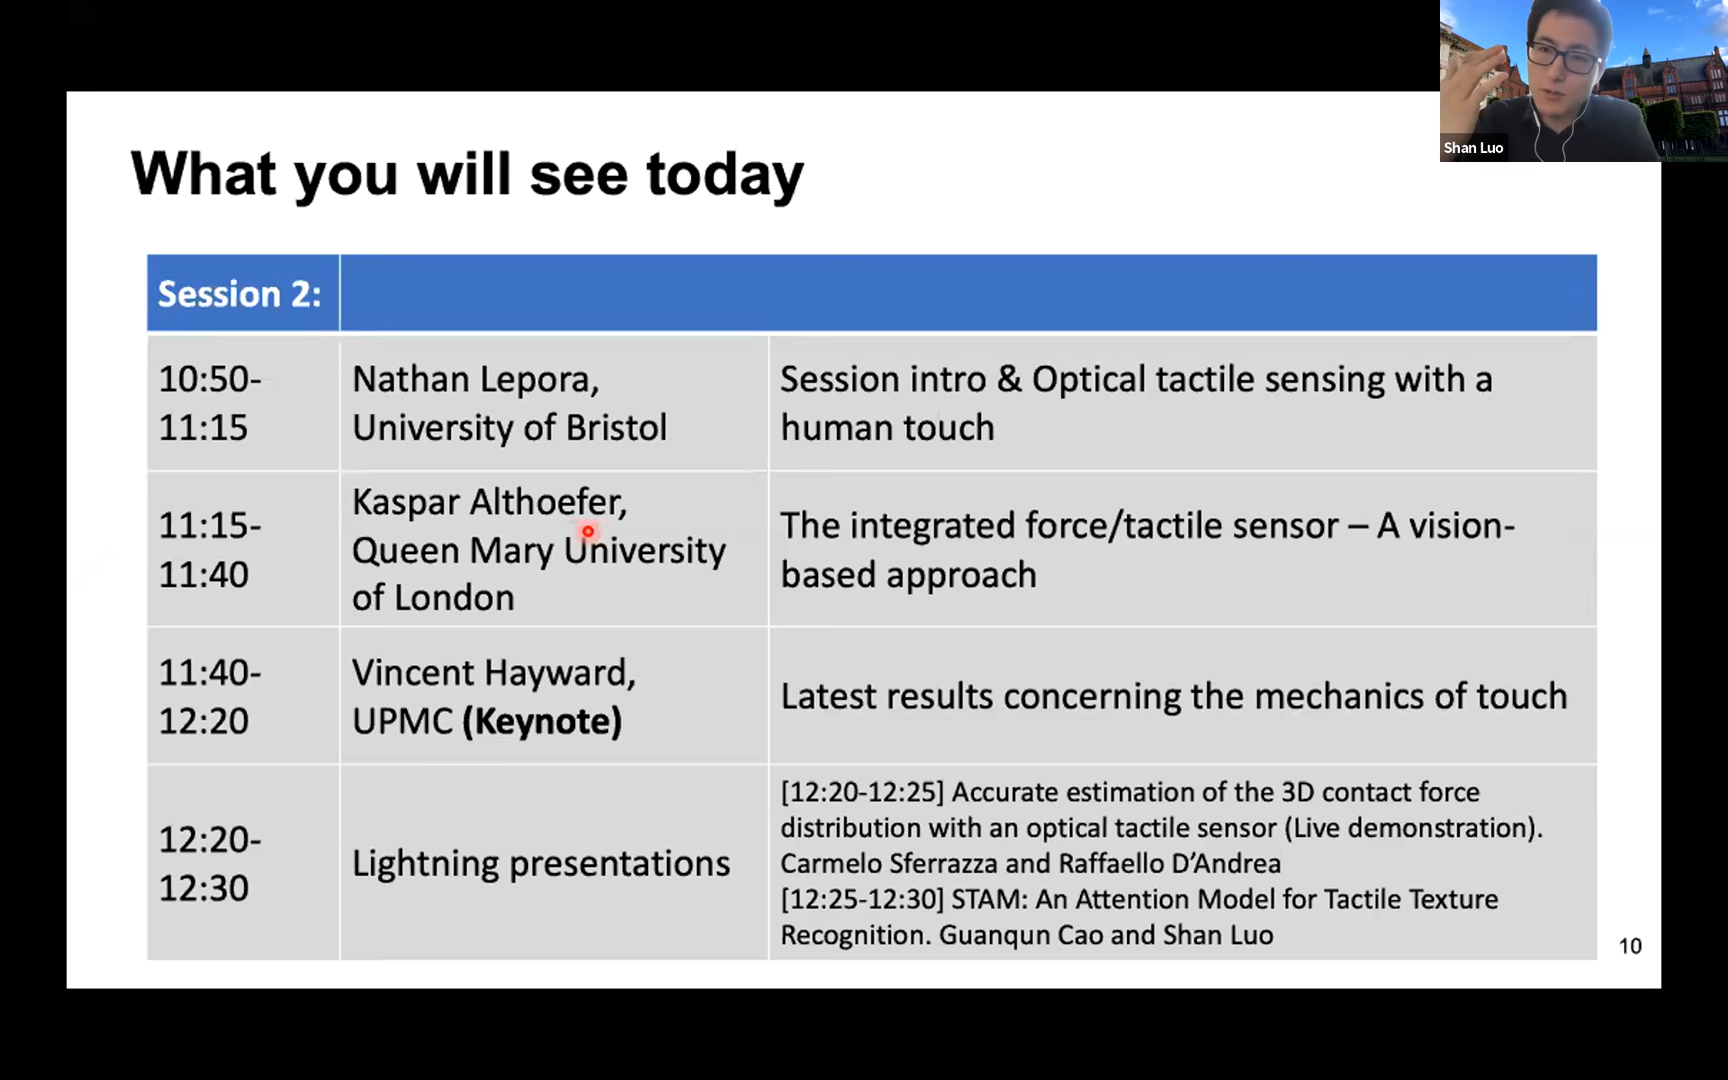 Shan Luo
What you will see today
Session 2:
10:50-
11:15
Nathan Lepora,
University of Bristol
Session intro & Optical tactile sensing with a
human touch
11:15-
11:40
Kaspar Althoefer,
Queen Mary University
of London
The integrated force/tactile sensor – A vision-
based approach
11:40-
12:20
Vincent Hayward,
UPMC (Keynote)
Latest results concerning the mechanics of touch
12:20-
12:30
Lightning presentations
[12:20-12:25] Accurate estimation of the 3D contact force
distribution with an optical tactile sensor (Live demonstration).
Carmelo Sferrazza and Raffaello D’Andrea
[12:25-12:30] STAM: An Attention Model for Tactile Texture
Recognition. Guanqun Cao and Shan Luo
10